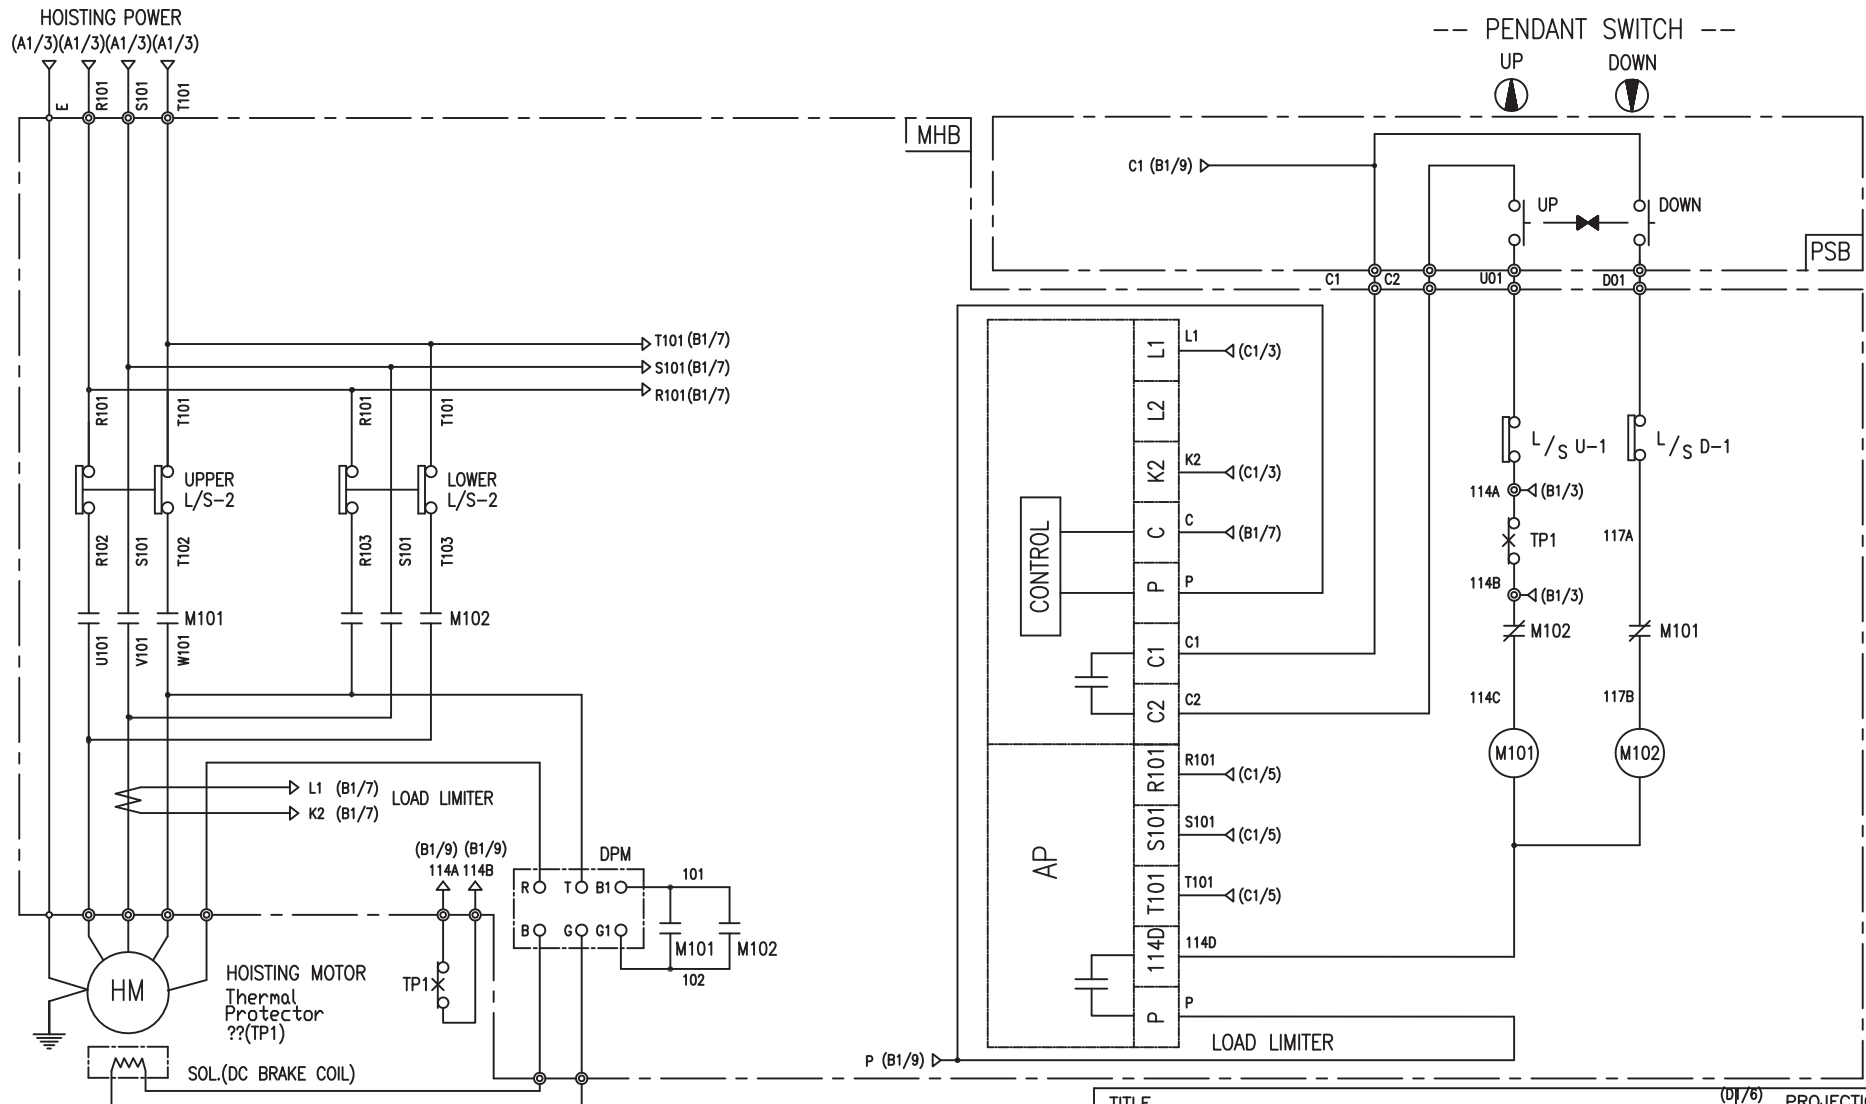 HOISTING POWER
(A1/3)(A1/3)(A1/3)(A1/3)
E
R101
S101
T101
MHB
-- PENDANT SWITCH --
UP
DOWN
C1 (B1/9)
UP
DOWN
PSB
C1
C2
U01
D01
T101(B1/7)
S101(B1/7)
R101(B1/7)
R101
T101
R101
T101
UPPER
L/S-2
LOWER
L/S-2
R102
S101
T102
R103
S101
T103
M101
M102
U101
V101
W101
L1 (B1/7)
K2 (B1/7)
LOAD LIMITER
(B1/9) (B1/9)
114A 114B
DPM
R
T
B1
B
G
G1
101
M101
M102
102
HM
HOISTING MOTOR
Thermal
Protector
??(TP1)
TP1
SOL.(DC BRAKE COIL)
CONTROL
AP
L1
L1
(C1/3)
L2
K2
K2
(C1/3)
C
C
(B1/7)
P
P
C1
C1
C2
C2
R101
R101
(C1/5)
S101
S101
(C1/5)
T101
T101
(C1/5)
114D
114D
P
P
LOAD LIMITER
P (B1/9)
L/S U-1
L/S D-1
114A
(B1/3)
TP1
117A
114B
(B1/3)
M102
M101
114C
117B
M101
M102
TITLE
PROJECTIO